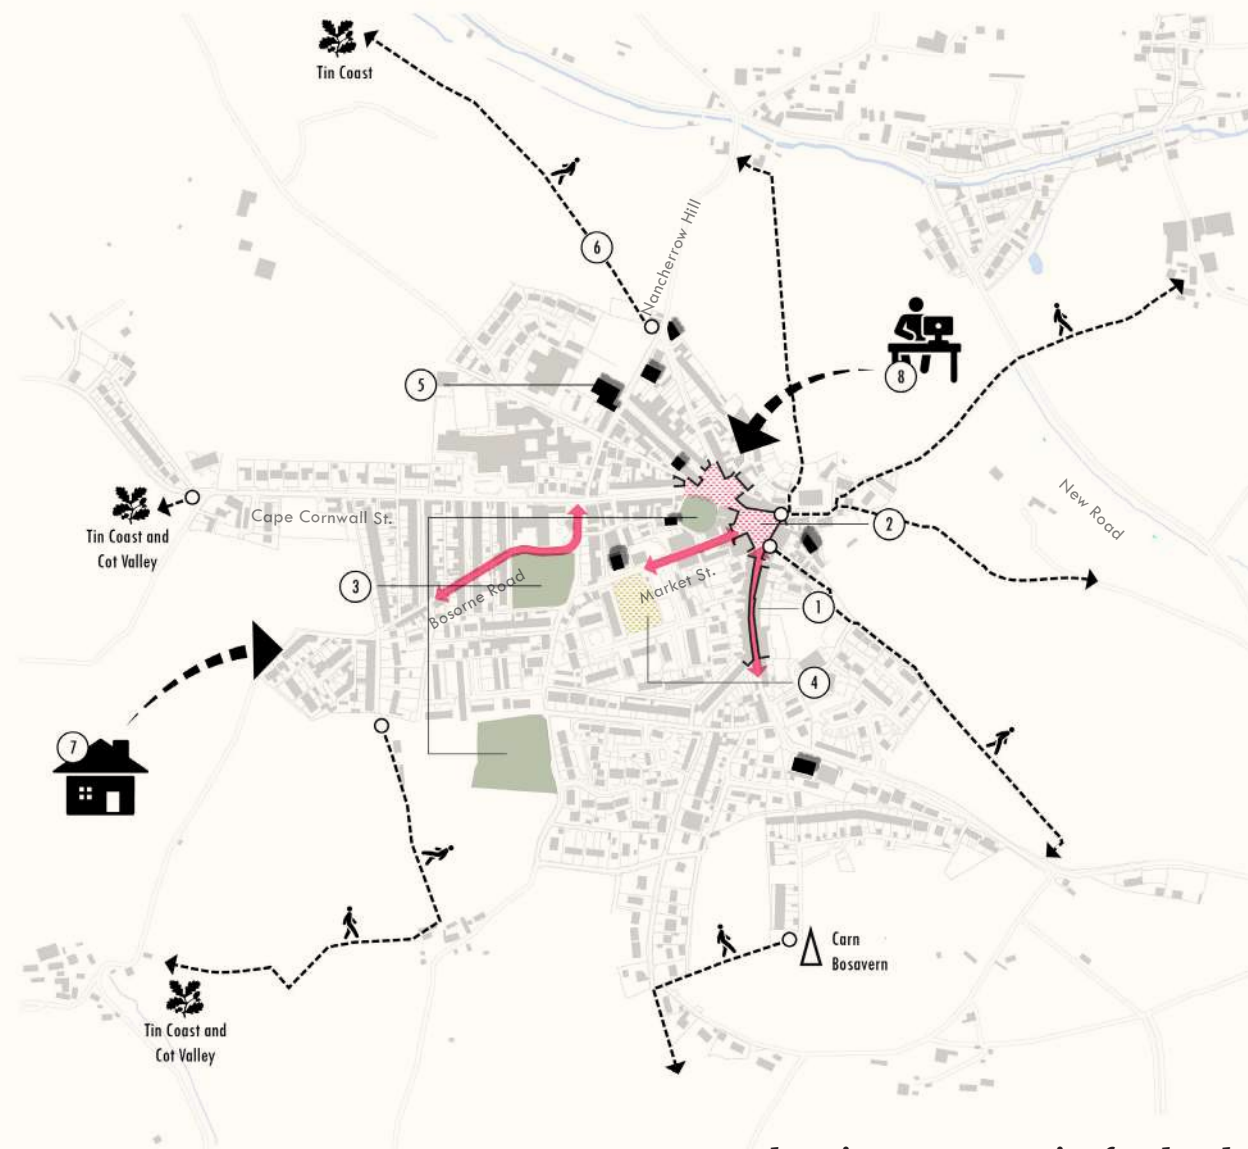 Tin Coast
Nancherrow Hill
6
5
8
Tin Coast and
Cot Valley
Cape Cornwall St.
New Road
2
3
Bosorne Road
Market St.
1
4
7
Carn
Bosavern
Tin Coast and
Cot Valley